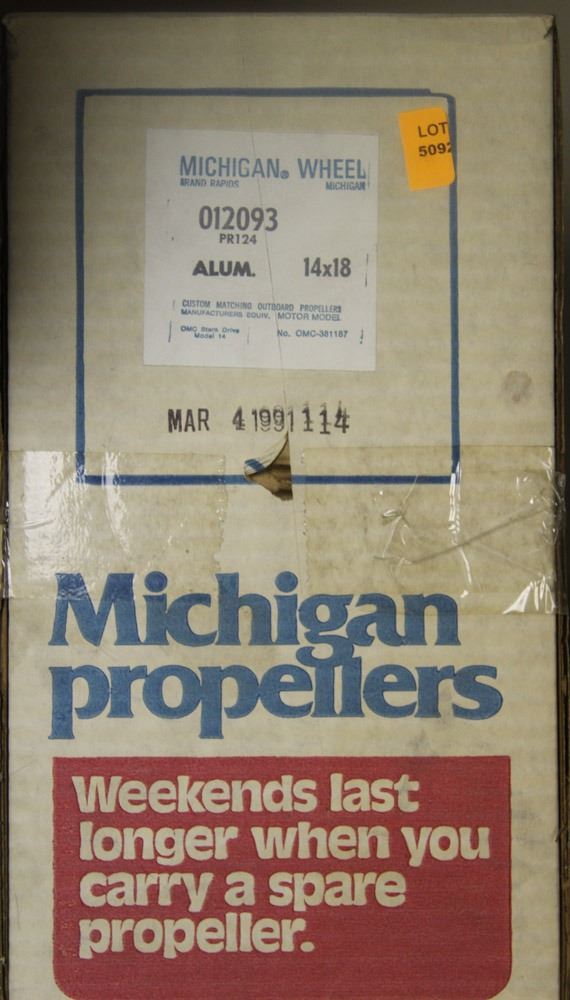 LOT
5092
MICHIGAN® WHEEL
GRAND RAPIDS MICHIGAN
012093
PR124
ALUM. 14x18
CUSTOM MATCHING OUTBOARD PROPELLERS
MANUFACTURERS EQUIV. MOTOR MODEL
OMC Stern Drive No. OMC-381187
Model 14
MAR 4 1991 114
Michigan
propellers
Weekends last
longer when you
carry a spare
propeller.